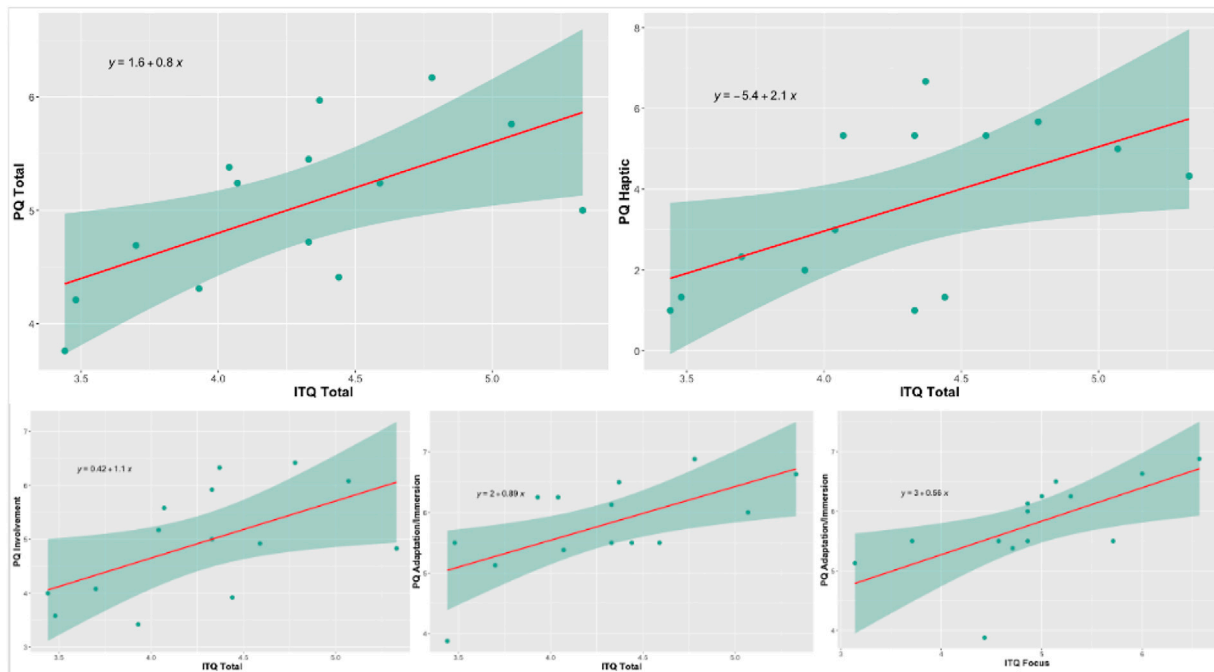 y = 1.6 + 0.8 x
6
5
4
PQ Total
3.5 4.0 4.5 5.0
ITQ Total
y = −5.4 + 2.1 x
8
6
4
2
0
PQ Haptic
3.5 4.0 4.5 5.0
ITQ Total
y = 0.42 + 1.1 x
7
6
5
4
3
PQ Involvement
3.5 4.0 4.5 5.0
ITQ Total
y = 2 + 0.89 x
7
6
5
4
PQ Adaptation/Immersion
3.5 4.0 4.5 5.0
ITQ Total
y = 3 + 0.56 x
7
6
5
4
PQ Adaptation/Immersion
3 4 5 6
ITQ Focus